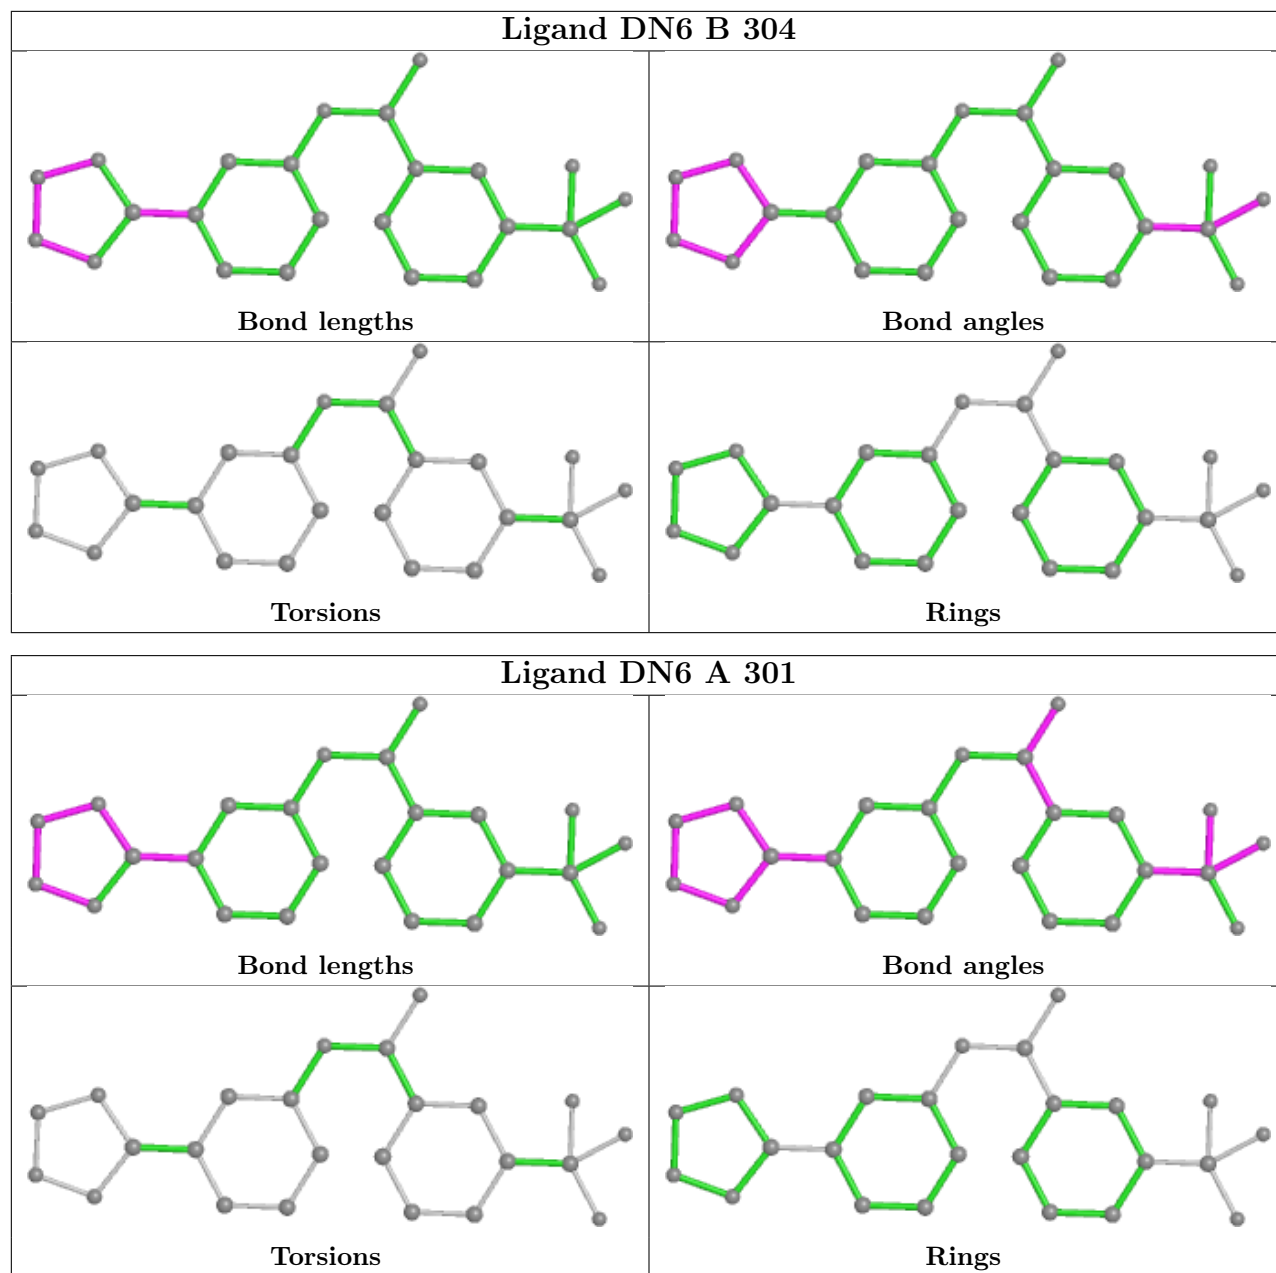 Ligand DN6 B 304
Bond lengths
Bond angles
Torsions
Rings
Ligand DN6 A 301
Bond lengths
Bond angles
Torsions
Rings